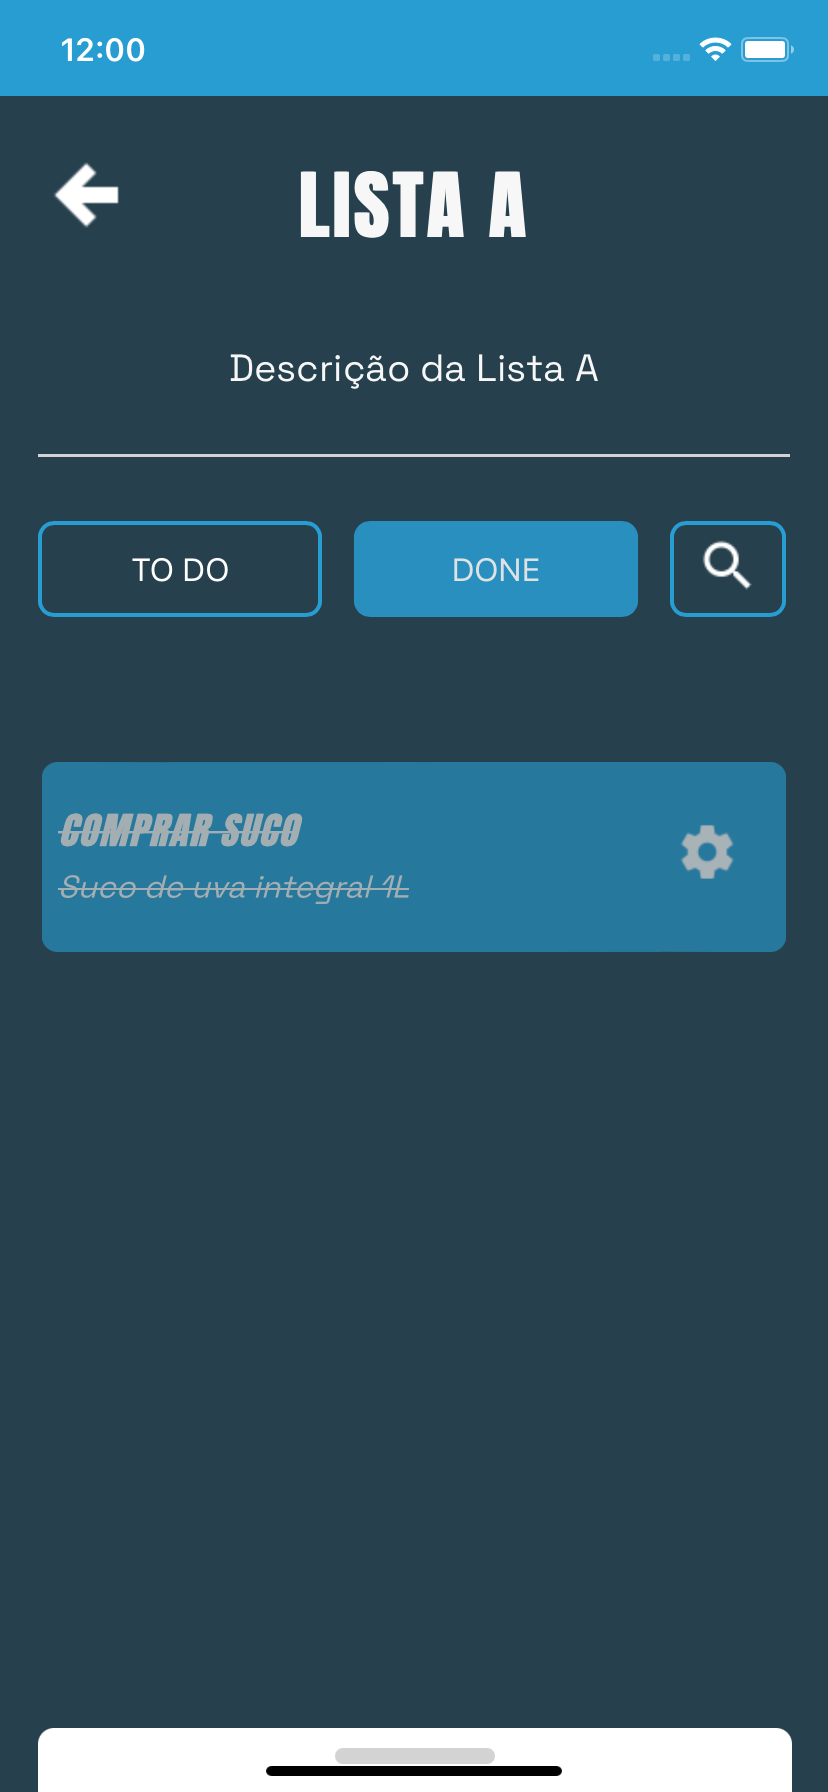 12:00
LISTA A
Descrição da Lista A
TO DO
DONE
COMPRAR SUCO
Suco de uva integral 1L